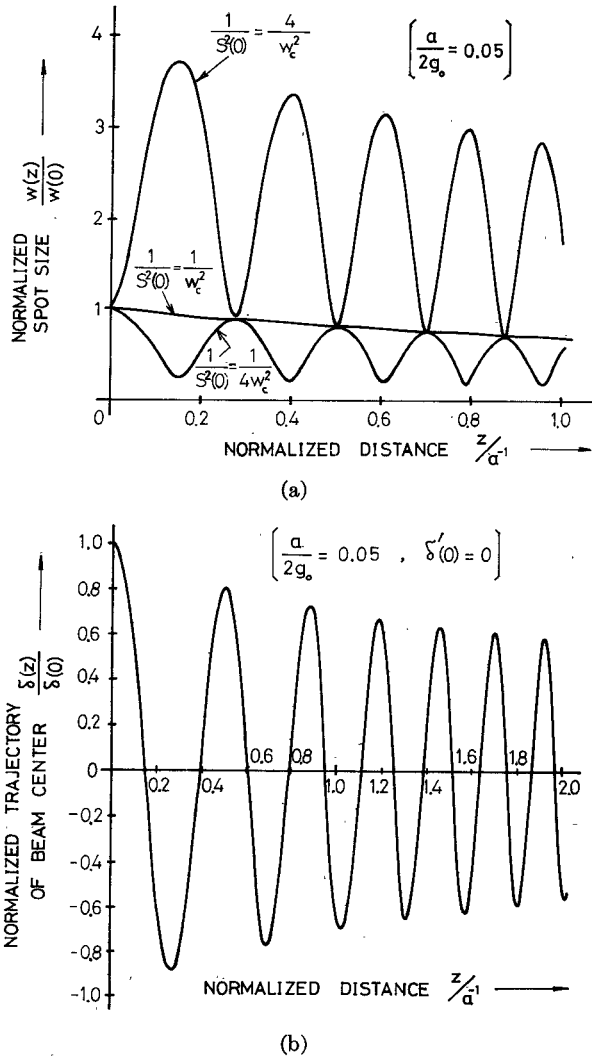 1/S²(0) = 4/w_c²
[a/2g₀ = 0.05]
4
3
2
1
NORMALIZED SPOT SIZE w(z)/w(0)
1/S²(0) = 1/w_c²
1/S²(0) = 1/4w_c²
0 0.2 0.4 0.6 0.8 1.0
NORMALIZED DISTANCE z/a⁻¹
(a)
[a/2g₀ = 0.05 , δ′(0) = 0]
1.0
0.8
0.6
0.4
0.2
0
-0.2
-0.4
-0.6
-0.8
-1.0
NORMALIZED TRAJECTORY
OF BEAM CENTER δ(z)/δ(0)
0.2 0.4 0.6 0.8 1.0 1.2 1.4 1.6 1.8 2.0
NORMALIZED DISTANCE z/a⁻¹
(b)